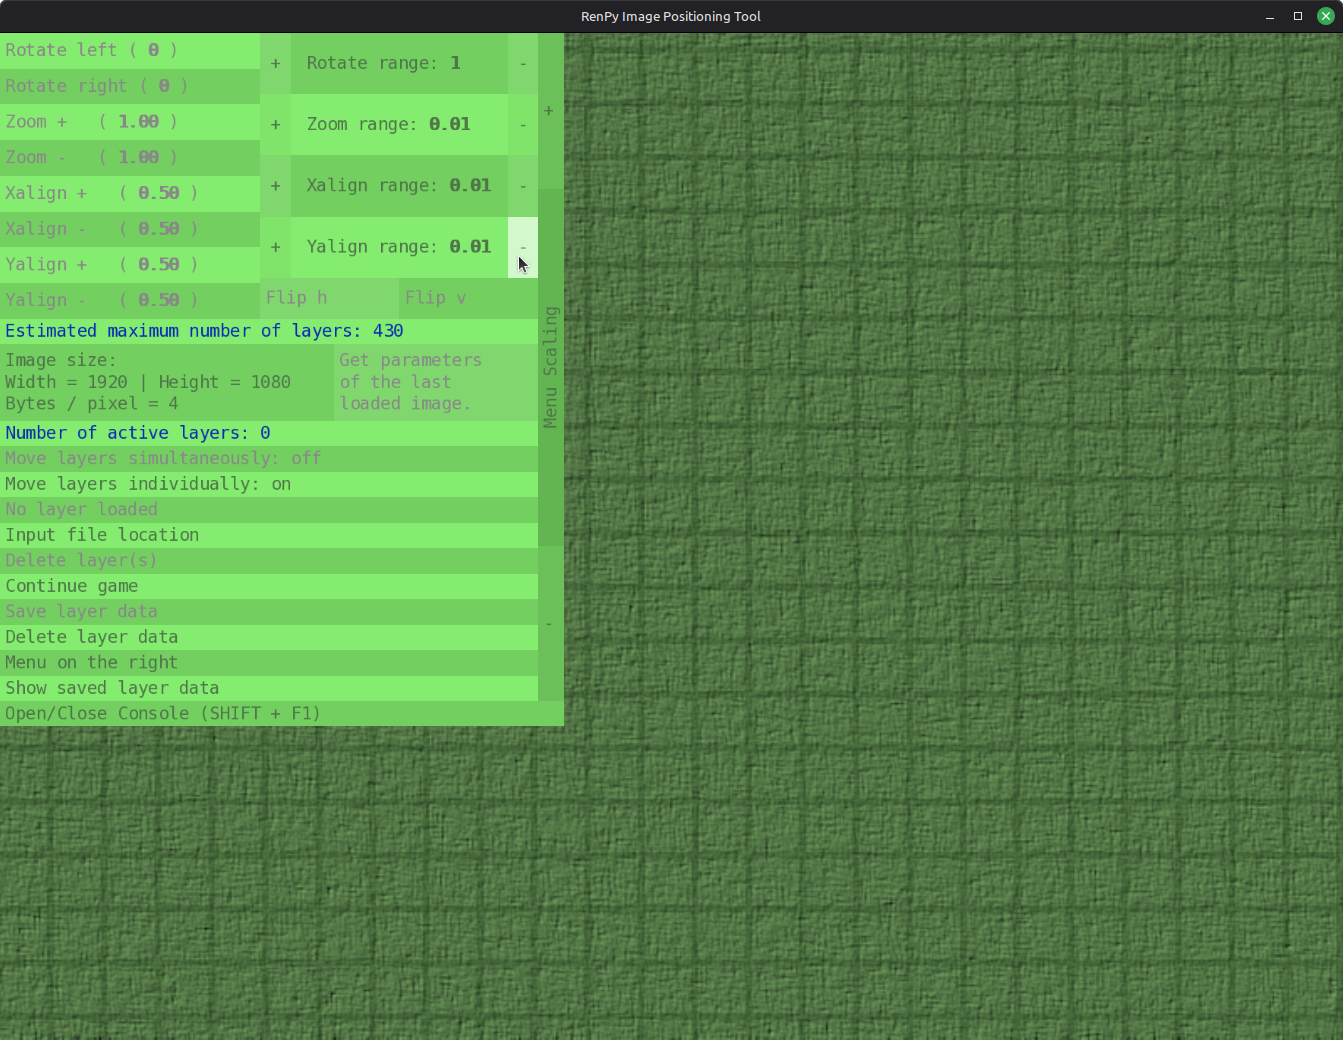 RenPy Image Positioning Tool
Rotate left ( 0 )
Rotate right ( 0 )
Zoom + ( 1.00 )
Zoom - ( 1.00 )
Xalign + ( 0.50 )
Xalign - ( 0.50 )
Yalign + ( 0.50 )
Yalign - ( 0.50 )
+ Rotate range: 1 -
+ Zoom range: 0.01 -
+ Xalign range: 0.01 -
+ Yalign range: 0.01 -
Flip h Flip v
Estimated maximum number of layers: 430
Image size:
Width = 1920 | Height = 1080
Bytes / pixel = 4
Get parameters
of the last
loaded image.
Number of active layers: 0
Move layers simultaneously: off
Move layers individually: on
No layer loaded
Input file location
Delete layer(s)
Continue game
Save layer data
Delete layer data
Menu on the right
Show saved layer data
Open/Close Console (SHIFT + F1)
+
Menu Scaling
-